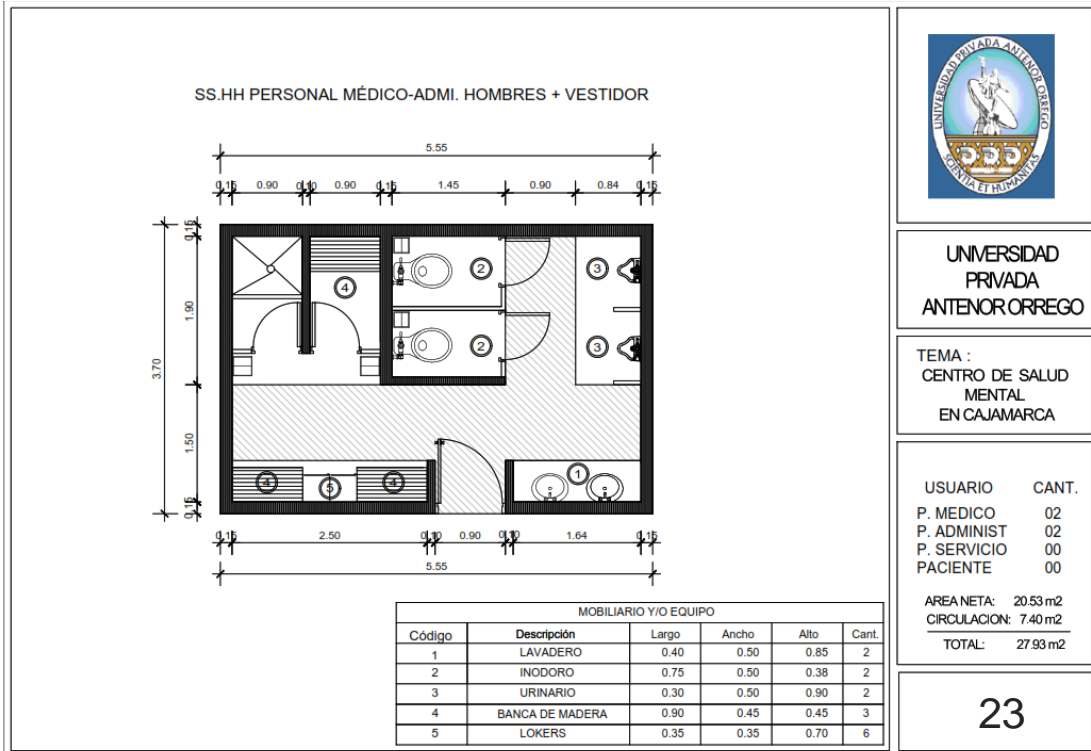 SS.HH PERSONAL MÉDICO-ADMI. HOMBRES + VESTIDOR
5.55
0.15 0.90 0.10 0.90 0.15 1.45 0.90 0.84 0.15
0.15
1.90
3.70
1.50
0.15
4
2
3
2
3
4
5
4
1
0.15 2.50 0.10 0.90 0.10 1.64 0.15
5.55
MOBILIARIO Y/O EQUIPO
Código Descripción Largo Ancho Alto Cant.
1 LAVADERO 0.40 0.50 0.85 2
2 INODORO 0.75 0.50 0.38 2
3 URINARIO 0.30 0.50 0.90 2
4 BANCA DE MADERA 0.90 0.45 0.45 3
5 LOKERS 0.35 0.35 0.70 6
UNIVERSIDAD PRIVADA ANTENOR ORREGO
SCIENTIA ET HUMANITAS
UNIVERSIDAD
PRIVADA
ANTENOR ORREGO
TEMA :
CENTRO DE SALUD
MENTAL
EN CAJAMARCA
USUARIO CANT.
P. MEDICO 02
P. ADMINIST 02
P. SERVICIO 00
PACIENTE 00
AREA NETA: 20.53 m2
CIRCULACION: 7.40 m2
TOTAL: 27.93 m2
23